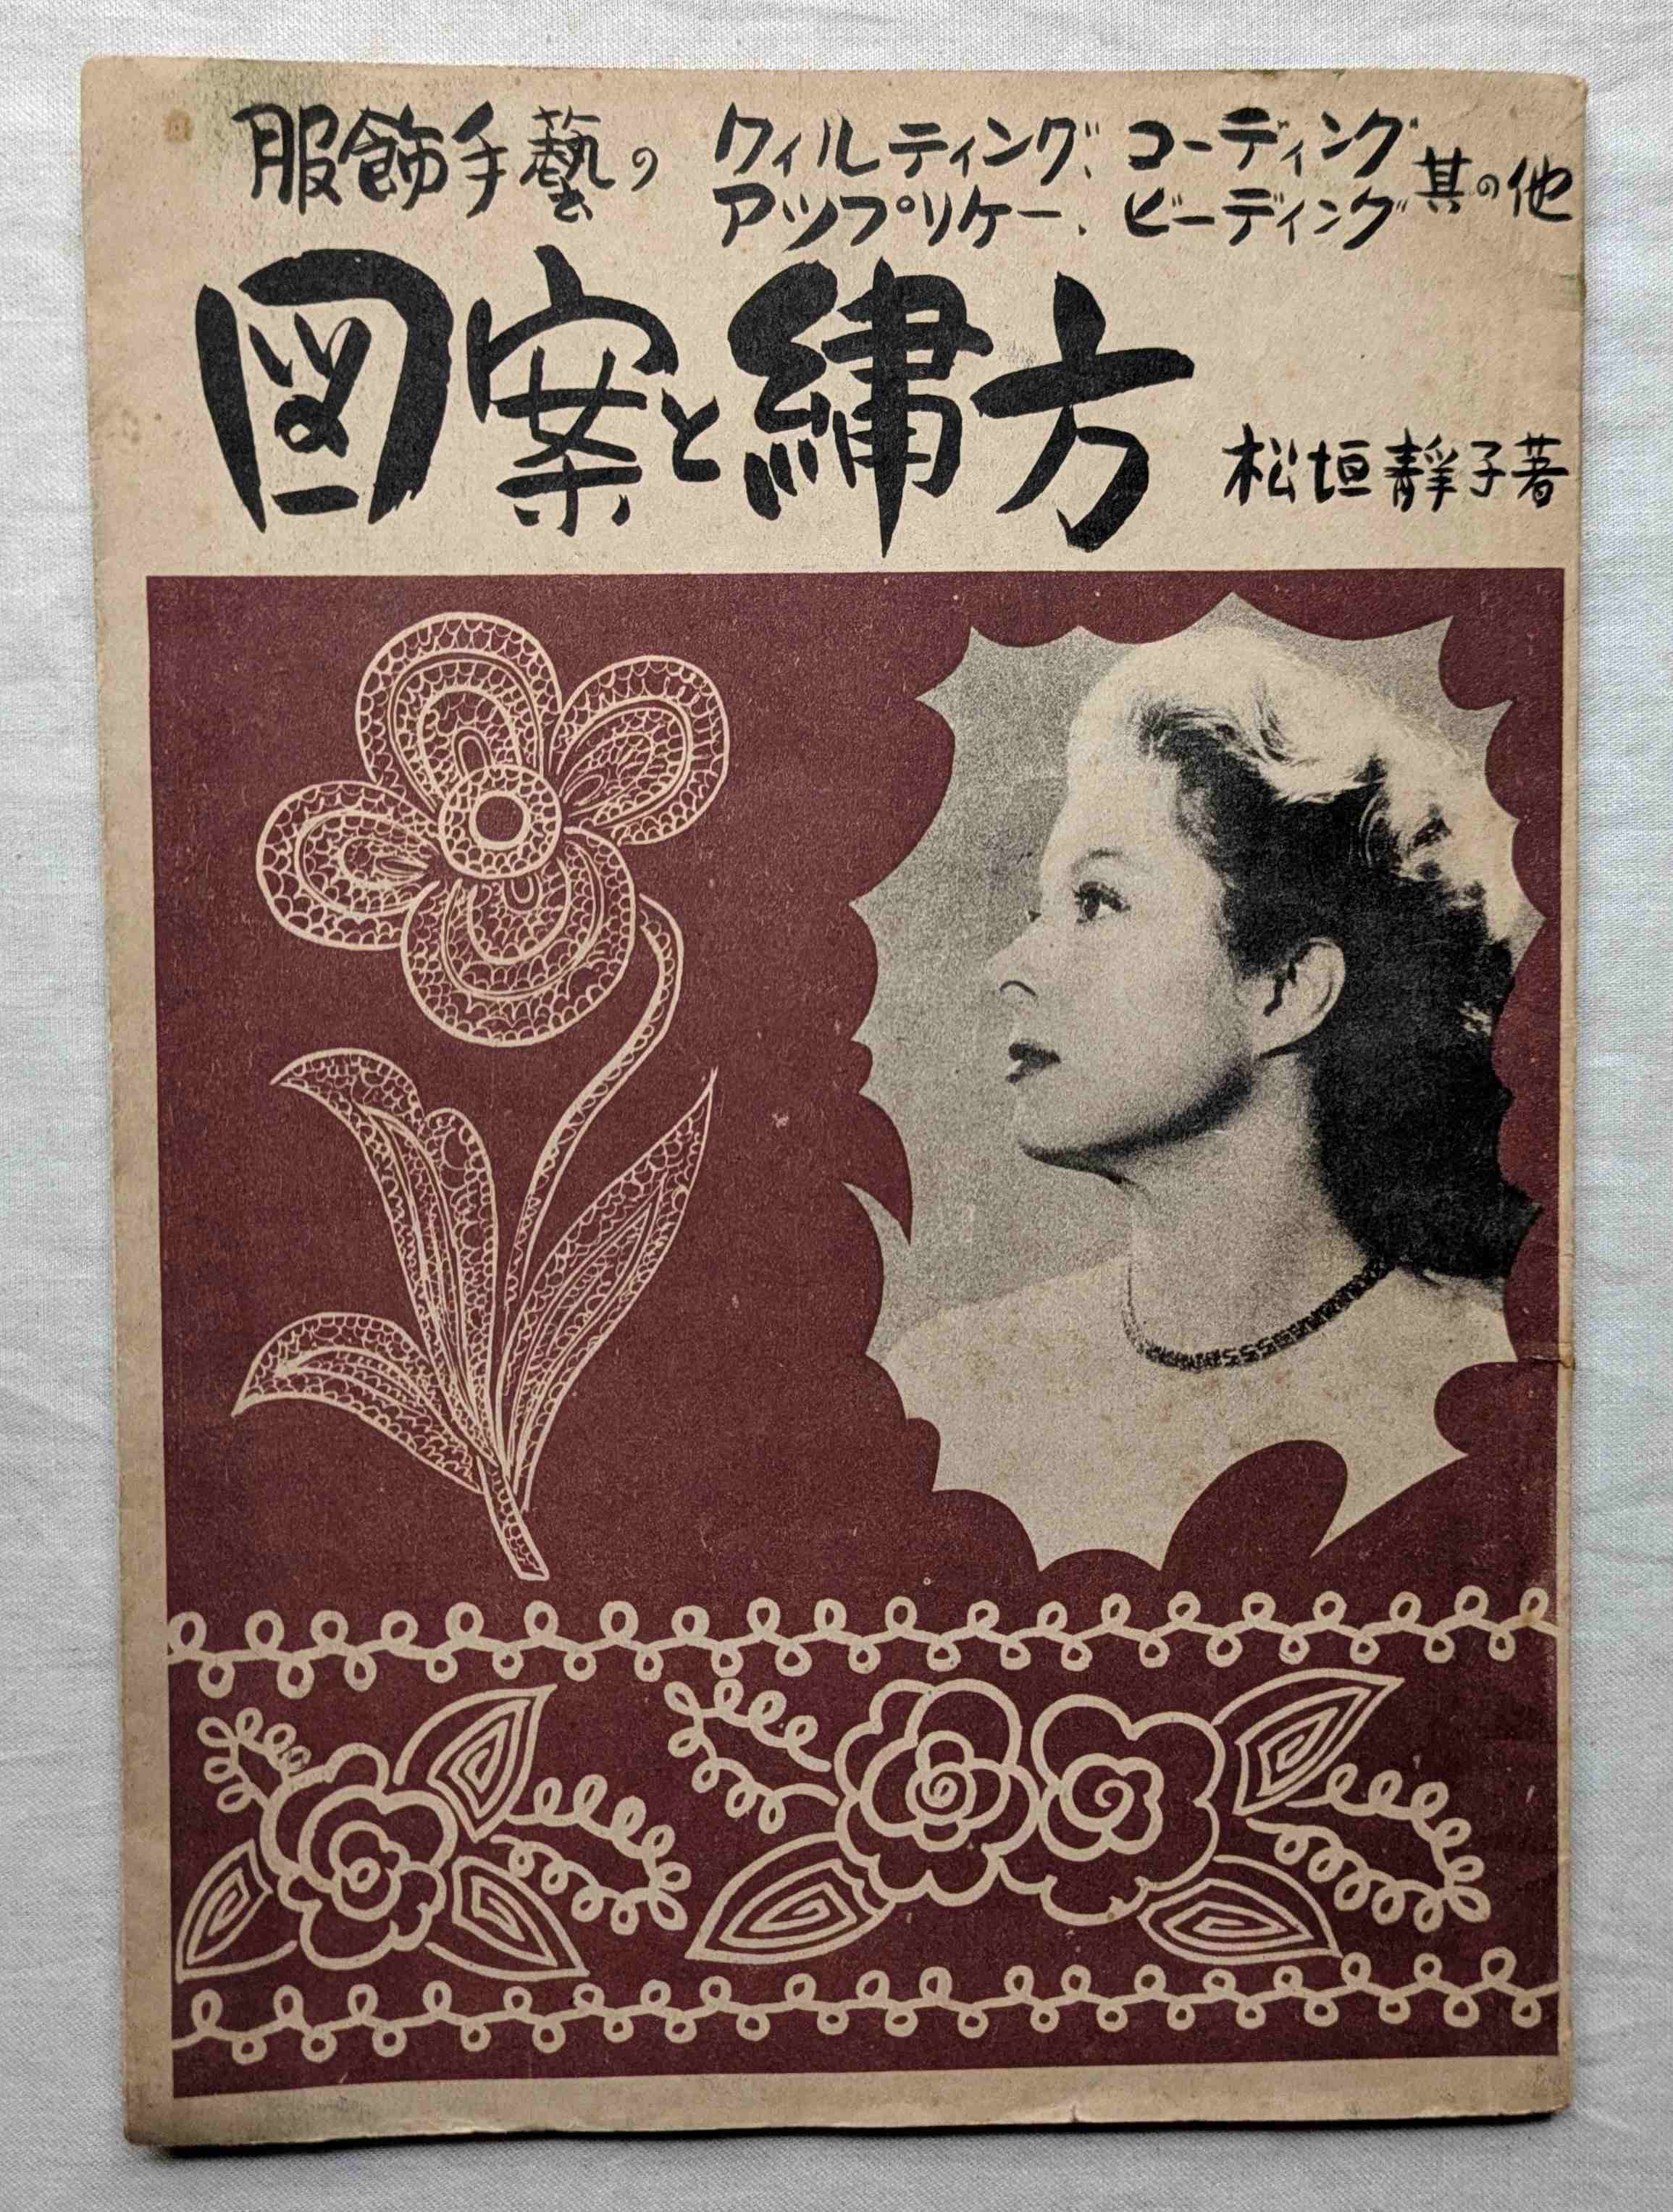 服飾手藝の
クィルティング、コーディング
アップリケー、ビーディング
其の他
図案と繍方
松垣靜子著